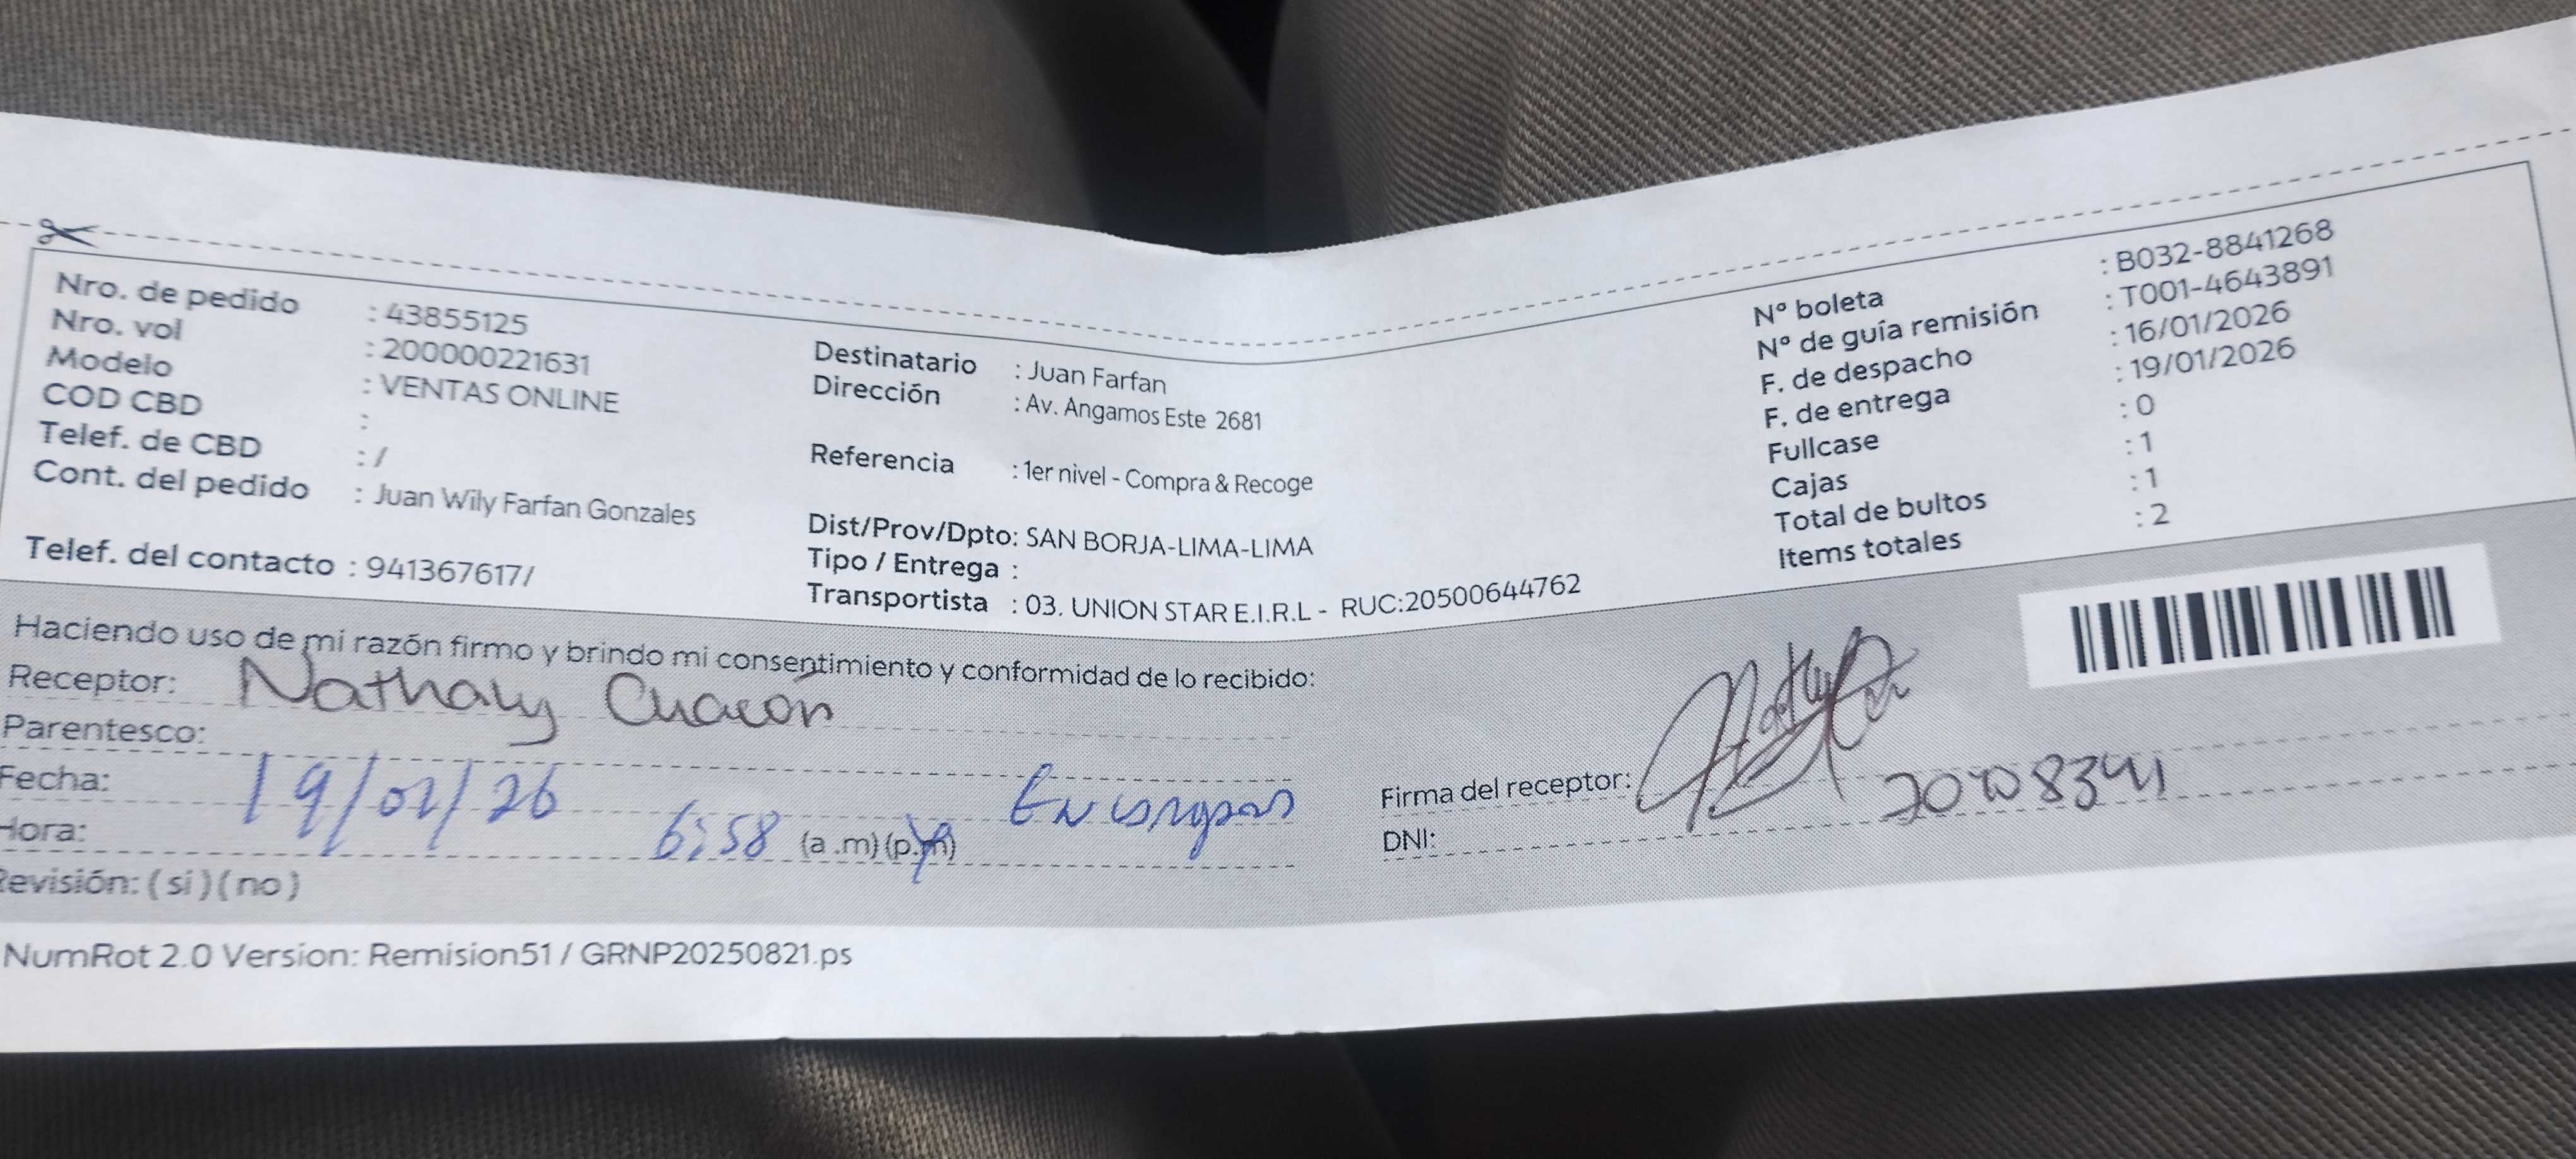 Nro. de pedido : 43855125
Nro. vol : 200000221631
Modelo : VENTAS ONLINE
COD CBD :
Telef. de CBD : /
Cont. del pedido : Juan Wily Farfan Gonzales
Telef. del contacto : 941367617/
Destinatario : Juan Farfan
Dirección : Av. Angamos Este 2681
Referencia : 1er nivel - Compra & Recoge
Dist/Prov/Dpto: SAN BORJA-LIMA-LIMA
Tipo / Entrega :
Transportista : 03. UNION STAR E.I.R.L - RUC:20500644762
Nº boleta : B032-8841268
Nº de guía remisión : T001-4643891
F. de despacho : 16/01/2026
F. de entrega : 19/01/2026
Fullcase : 0
Cajas : 1
Total de bultos : 1
Items totales : 2
Haciendo uso de mi razón firmo y brindo mi consentimiento y conformidad de lo recibido:
Receptor: Nathaly Chacón
Parentesco:
Fecha: 19/01/26
Hora: 6:58 (a.m)(p.m)
Revisión: (si)(no)
Firma del receptor:
DNI:
NumRot 2.0 Version: Remision51 / GRNP20250821.ps